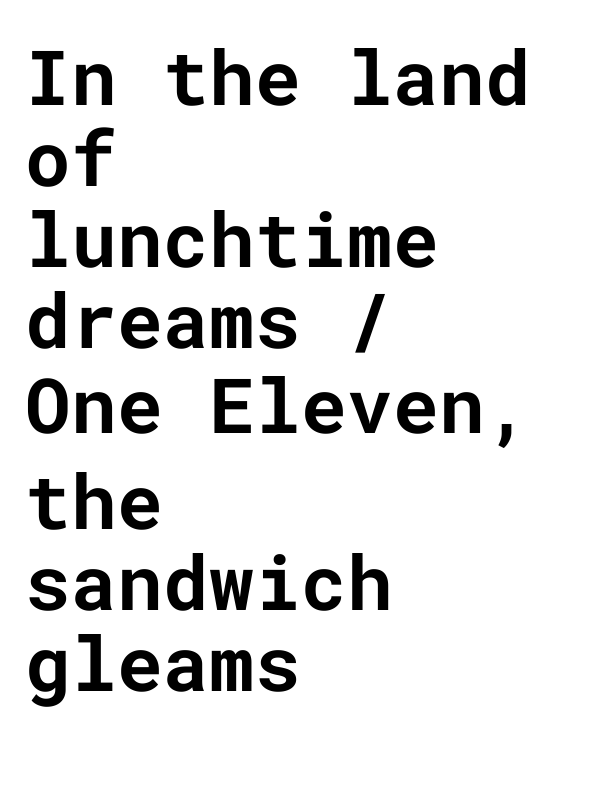 In the land
of
lunchtime
dreams /
One Eleven,
the
sandwich
gleams